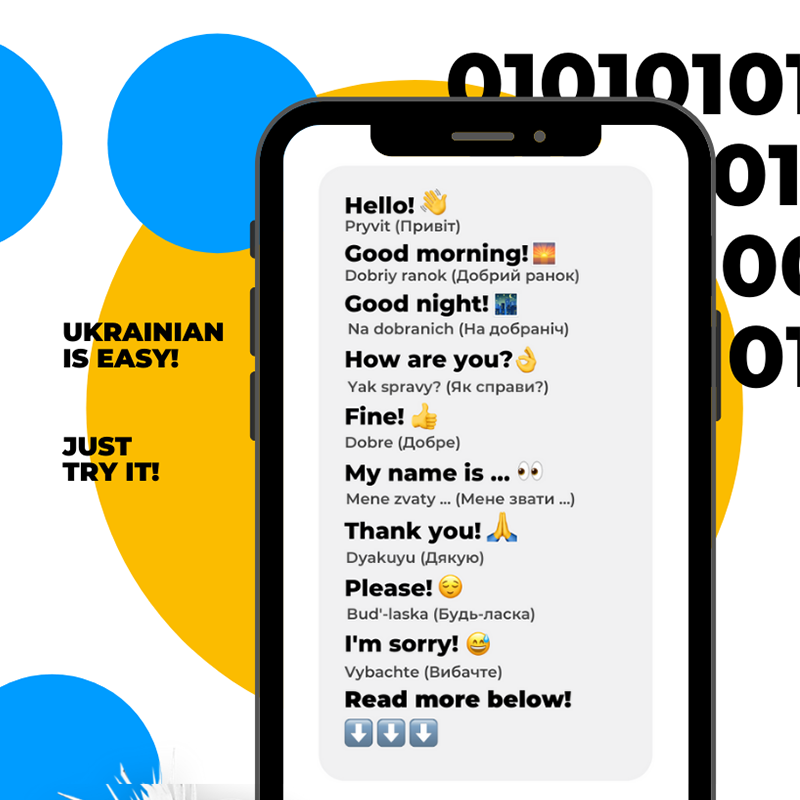 01010101
01
00
01
UKRAINIAN
IS EASY!
JUST
TRY IT!
Hello! 👋
Pryvit (Привіт)
Good morning! 🌅
Dobriy ranok (Добрий ранок)
Good night! 🌃
Na dobranich (На добраніч)
How are you?👌
Yak spravy? (Як справи?)
Fine! 👍
Dobre (Добре)
My name is ... 👀
Mene zvaty ... (Мене звати ...)
Thank you! 🙏
Dyakuyu (Дякую)
Please! 😌
Bud'-laska (Будь-ласка)
I'm sorry! 😅
Vybachte (Вибачте)
Read more below!
⬇️⬇️⬇️